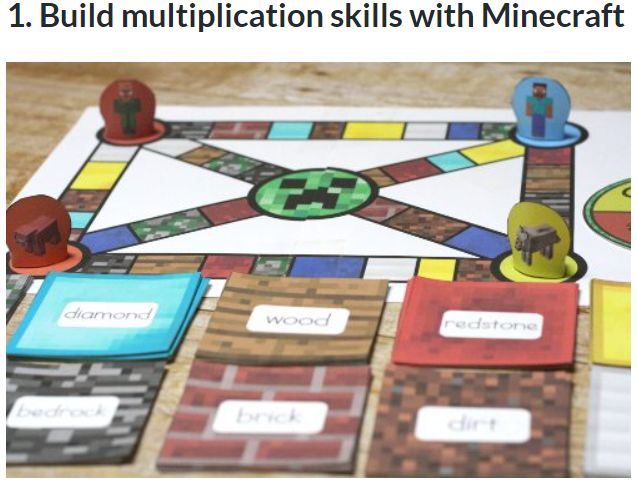 1. Build multiplication skills with Minecraft
diamond
wood
redstone
bedrock
brick
dirt